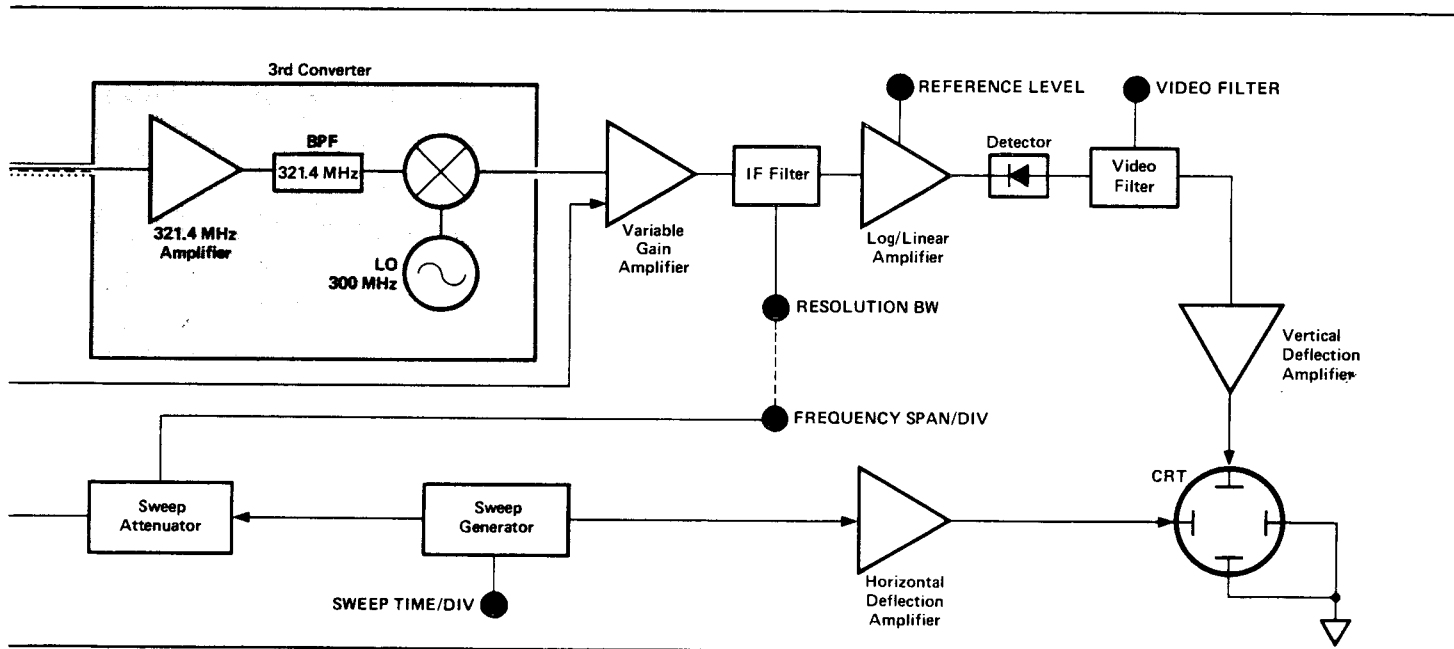 3rd Converter
BPF
321.4 MHz
321.4 MHz
Amplifier
LO
300 MHz
Variable
Gain
Amplifier
IF Filter
REFERENCE LEVEL
Log/Linear
Amplifier
Detector
VIDEO FILTER
Video
Filter
RESOLUTION BW
FREQUENCY SPAN/DIV
Vertical
Deflection
Amplifier
CRT
Sweep
Attenuator
Sweep
Generator
SWEEP TIME/DIV
Horizontal
Deflection
Amplifier